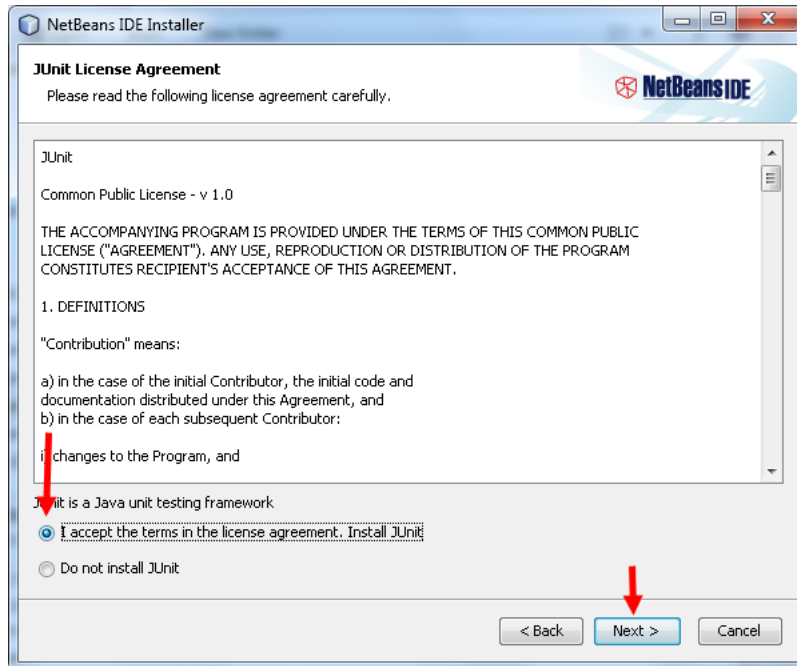 NetBeans IDE Installer
JUnit License Agreement
Please read the following license agreement carefully.
NetBeans IDE
JUnit
Common Public License - v 1.0
THE ACCOMPANYING PROGRAM IS PROVIDED UNDER THE TERMS OF THIS COMMON PUBLIC
LICENSE ("AGREEMENT"). ANY USE, REPRODUCTION OR DISTRIBUTION OF THE PROGRAM
CONSTITUTES RECIPIENT'S ACCEPTANCE OF THIS AGREEMENT.
1. DEFINITIONS
"Contribution" means:
a) in the case of the initial Contributor, the initial code and
documentation distributed under this Agreement, and
b) in the case of each subsequent Contributor:
i) changes to the Program, and
JUnit is a Java unit testing framework
I accept the terms in the license agreement. Install JUnit
Do not install JUnit
< Back
Next >
Cancel